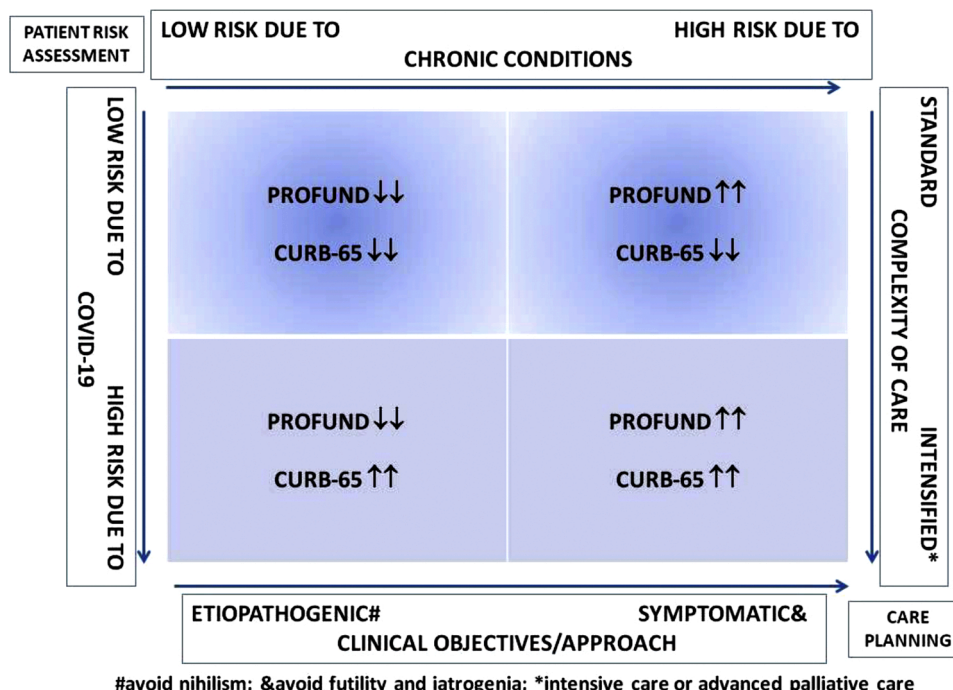 PATIENT RISK
ASSESSMENT
LOW RISK DUE TO HIGH RISK DUE TO
CHRONIC CONDITIONS
LOW RISK DUE TO HIGH RISK DUE TO
COVID-19
PROFUND ↓↓
CURB-65 ↓↓
PROFUND ↑↑
CURB-65 ↓↓
PROFUND ↓↓
CURB-65 ↑↑
PROFUND ↑↑
CURB-65 ↑↑
STANDARD INTENSIFIED*
COMPLEXITY OF CARE
ETIOPATHOGENIC# SYMPTOMATIC&
CLINICAL OBJECTIVES/APPROACH
CARE
PLANNING
#avoid nihilism; &avoid futility and iatrogenia; *intensive care or advanced palliative care